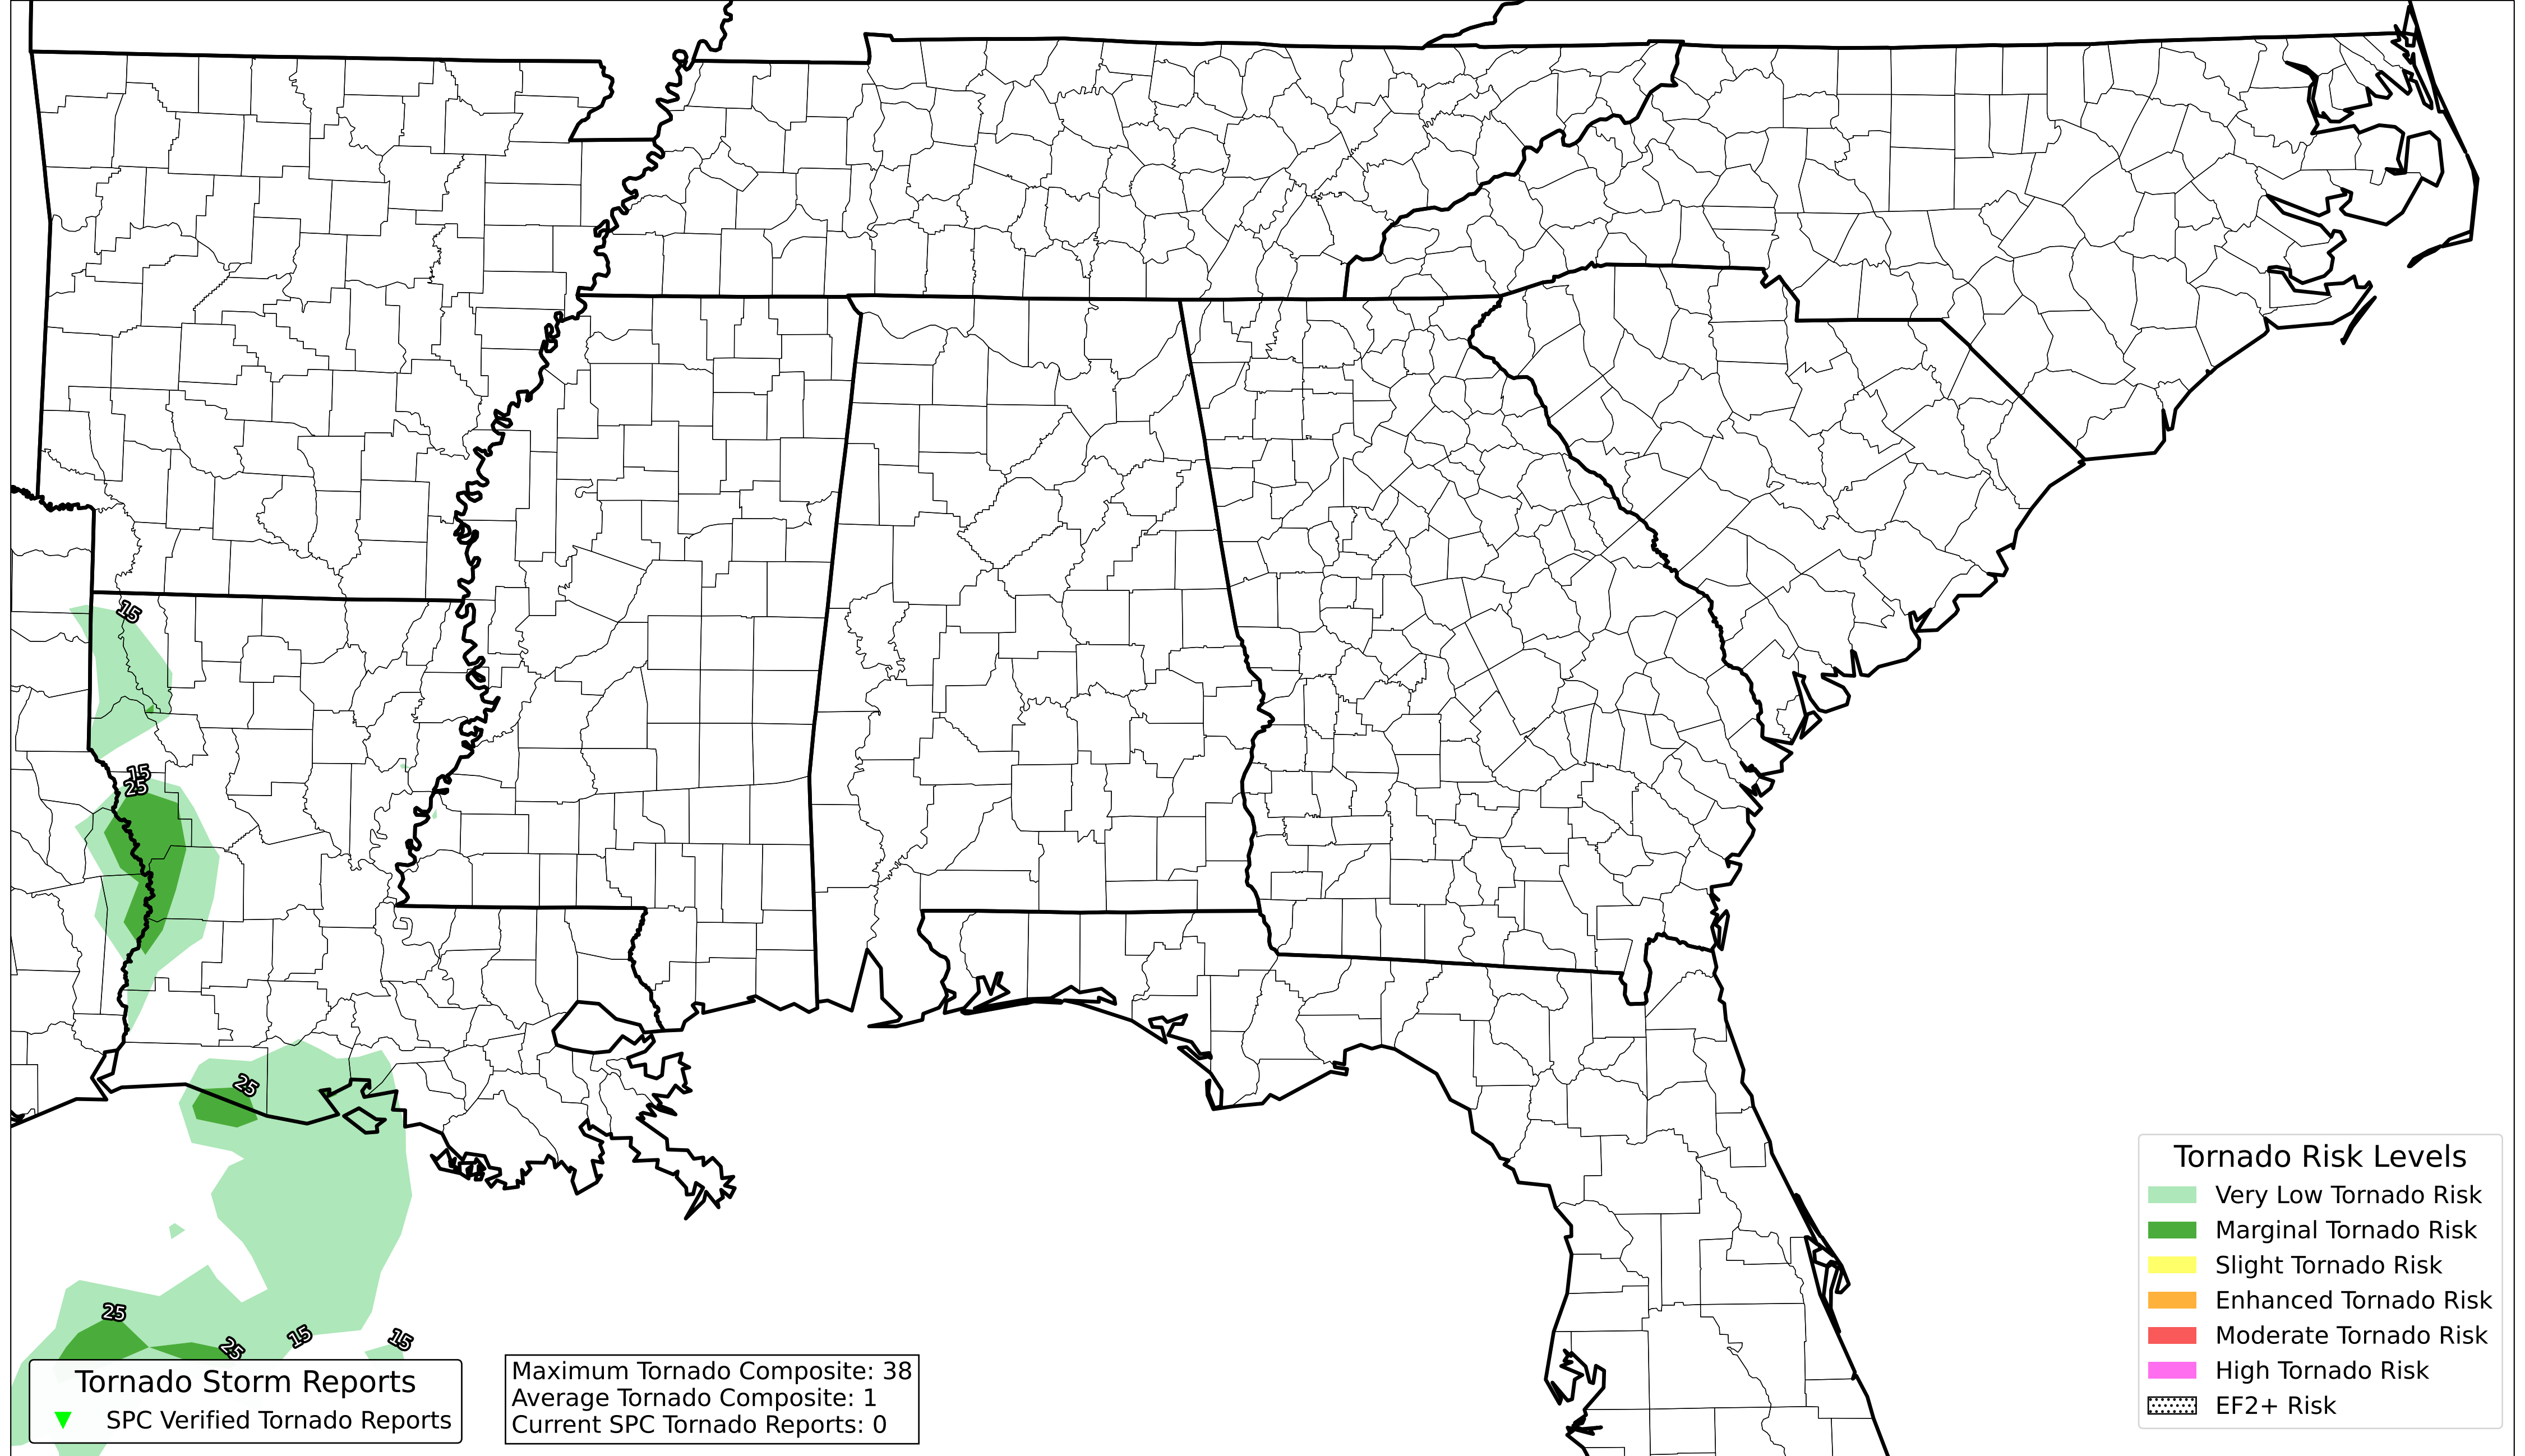 15
15
25
25
25
25
15
15
Tornado Storm Reports
SPC Verified Tornado Reports
Maximum Tornado Composite: 38
Average Tornado Composite: 1
Current SPC Tornado Reports: 0
Tornado Risk Levels
Very Low Tornado Risk
Marginal Tornado Risk
Slight Tornado Risk
Enhanced Tornado Risk
Moderate Tornado Risk
High Tornado Risk
EF2+ Risk